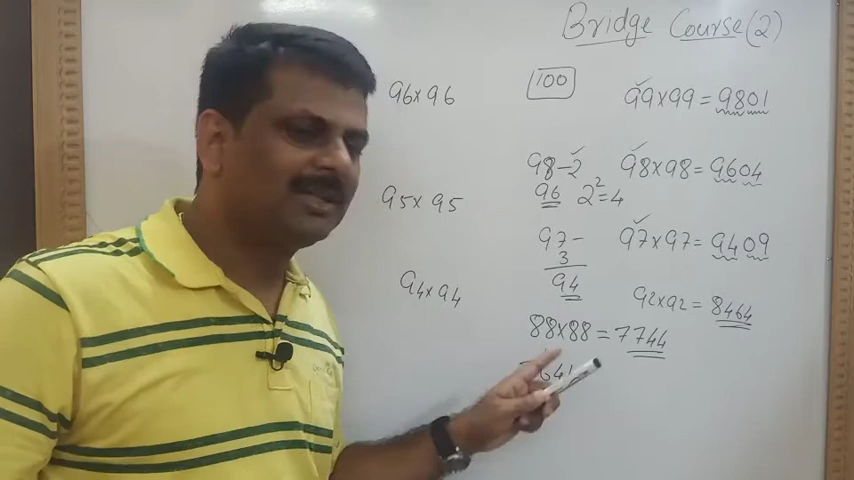 Bridge Course (2)
96×96
100
99×99 = 9801
98-2
96 2²=4
98×98 = 9604
95×95
97-
3
94
97×97 = 9409
94×94
92×92 = 8464
88×88 = 7744
641